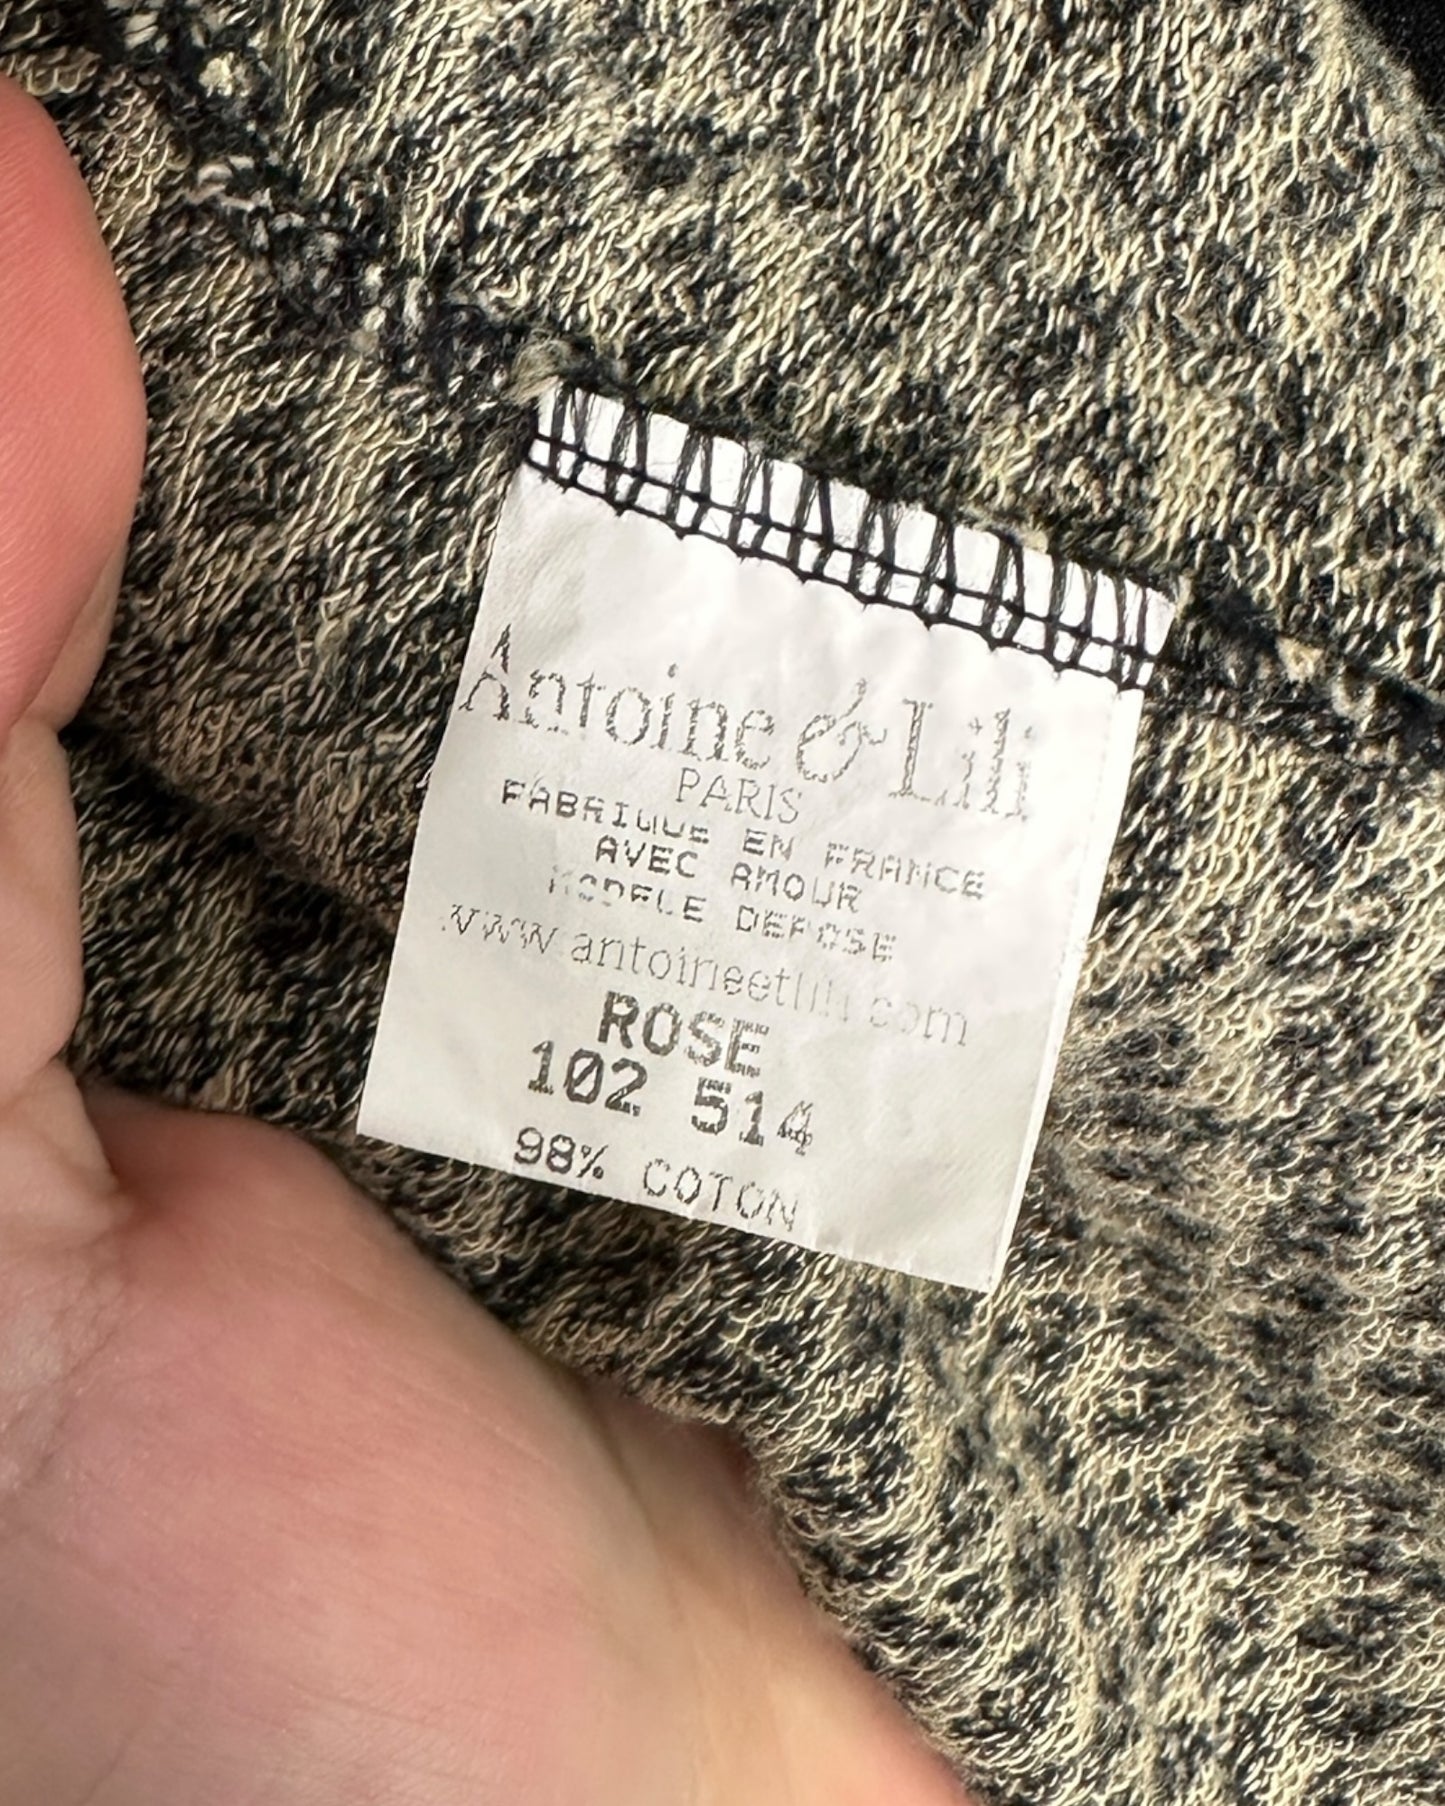 Antoine & Lili
PARIS
FABRIQUE EN FRANCE
AVEC AMOUR
MODELE DEPOSE
www.antoineetlili.com
ROSE
102 514
98% COTON